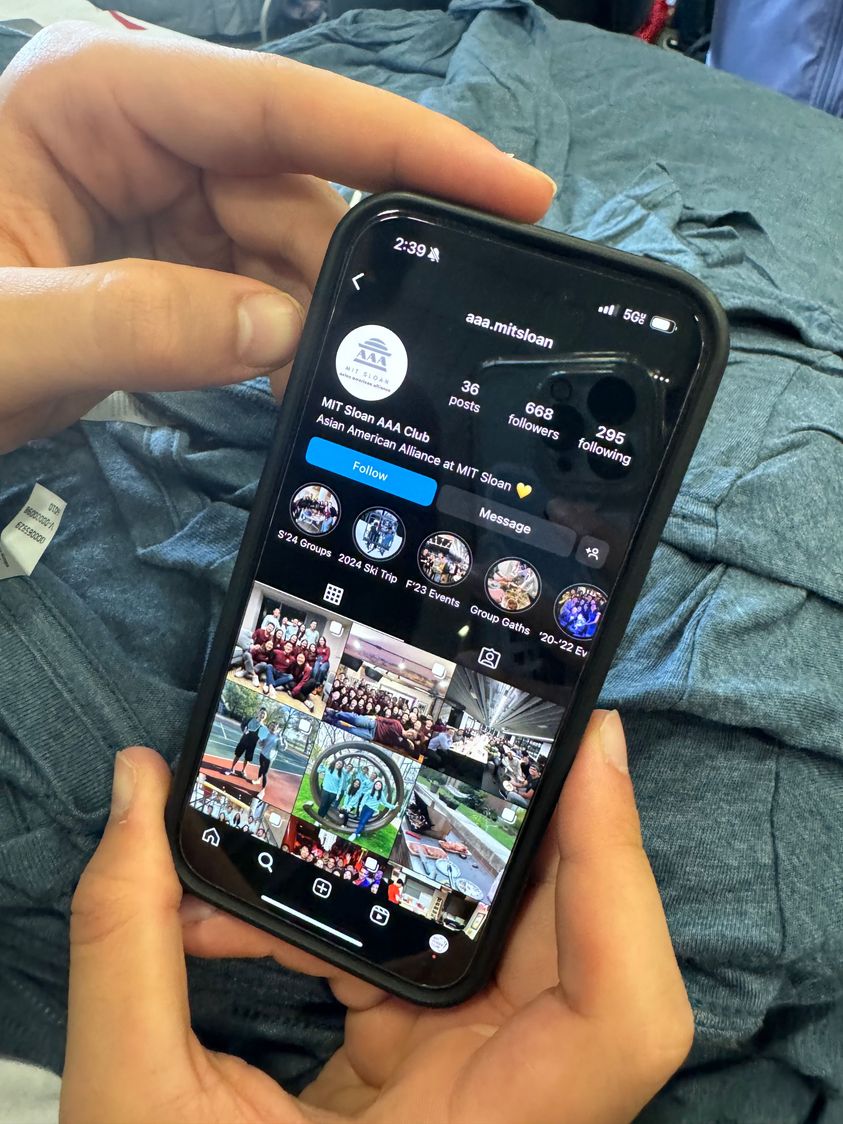 2:39
5GE
aaa.mitsloan
AAA
MIT SLOAN
asian american alliance
36
posts
668
followers
295
following
MIT Sloan AAA Club
Asian American Alliance at MIT Sloan 💛
Follow
Message
S'24 Groups
2024 Ski Trip
F'23 Events
Group Gaths
'20-'22 Ev